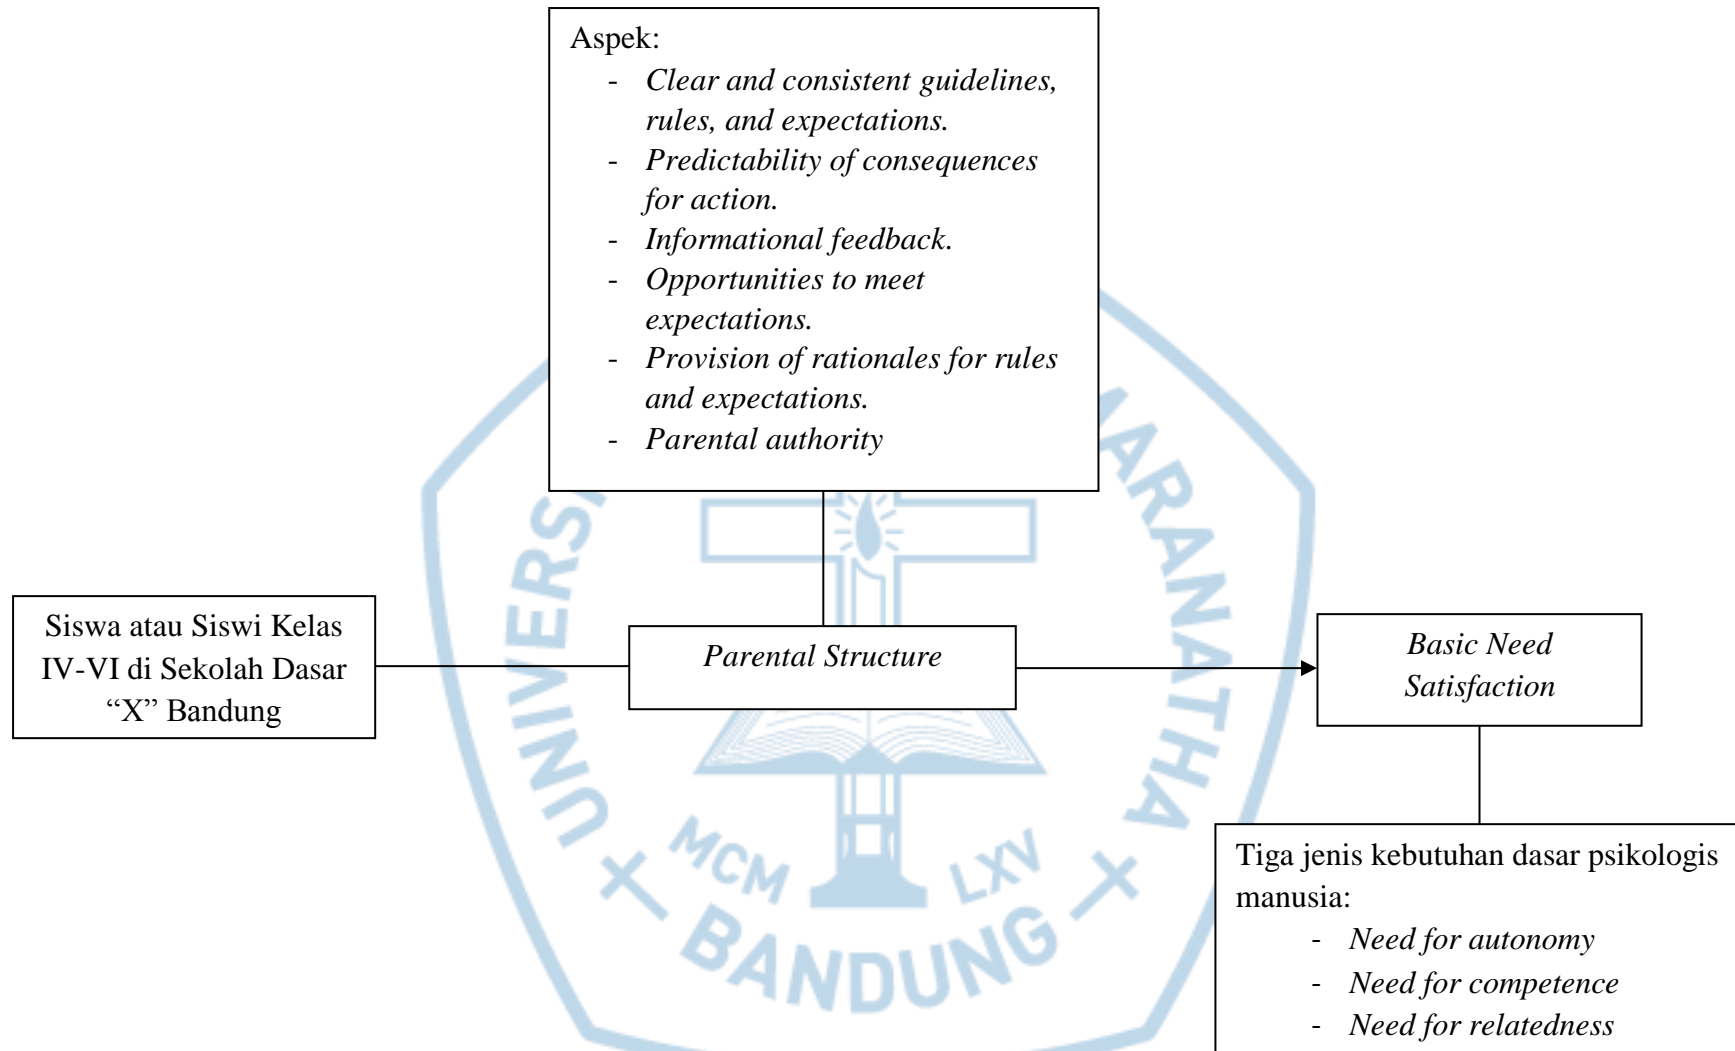 Aspek:
- Clear and consistent guidelines,
rules, and expectations.
- Predictability of consequences
for action.
- Informational feedback.
- Opportunities to meet
expectations.
- Provision of rationales for rules
and expectations.
- Parental authority
Siswa atau Siswi Kelas
IV-VI di Sekolah Dasar
“X” Bandung
Parental Structure
Basic Need
Satisfaction
Tiga jenis kebutuhan dasar psikologis
manusia:
- Need for autonomy
- Need for competence
- Need for relatedness
MCM LXV
BANDUNG